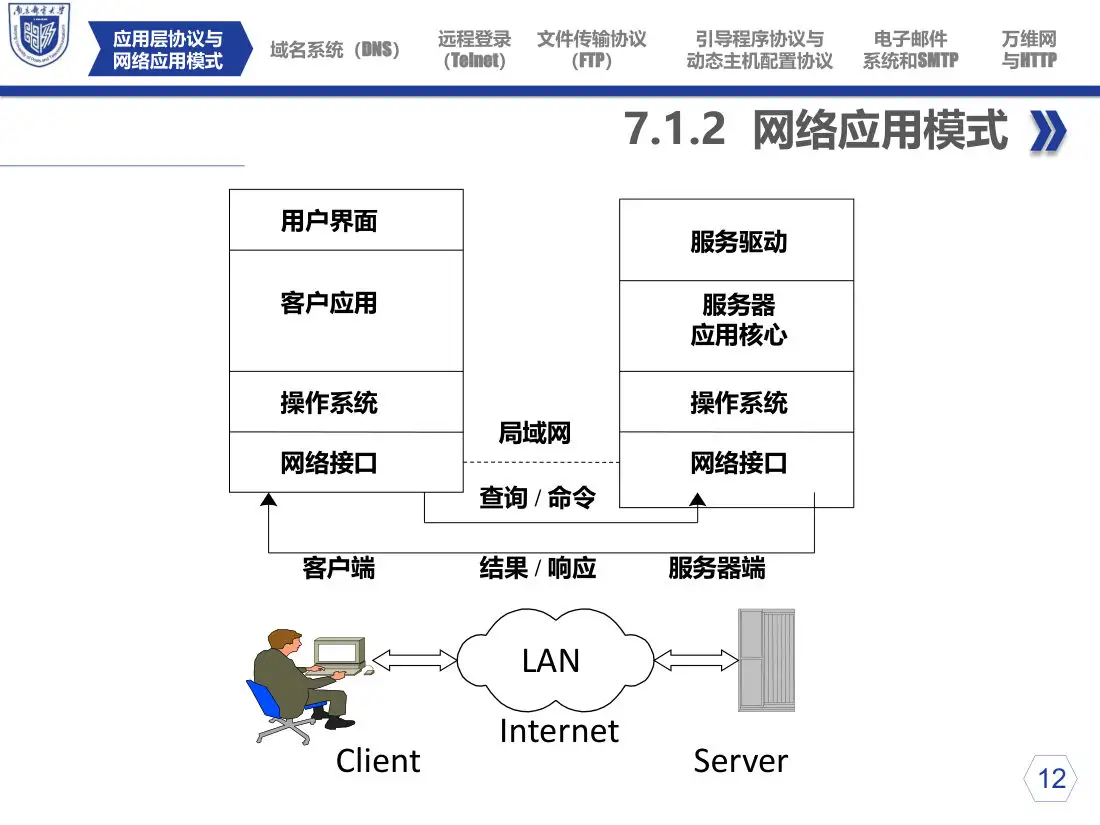 应用层协议与
网络应用模式
域名系统（DNS）
远程登录
（Telnet）
文件传输协议
（FTP）
引导程序协议与
动态主机配置协议
电子邮件
系统和SMTP
万维网
与HTTP
7.1.2 网络应用模式
用户界面
客户应用
操作系统
网络接口
服务驱动
服务器
应用核心
操作系统
网络接口
局域网
查询 / 命令
客户端
结果 / 响应
服务器端
LAN
Internet
Client
Server
12